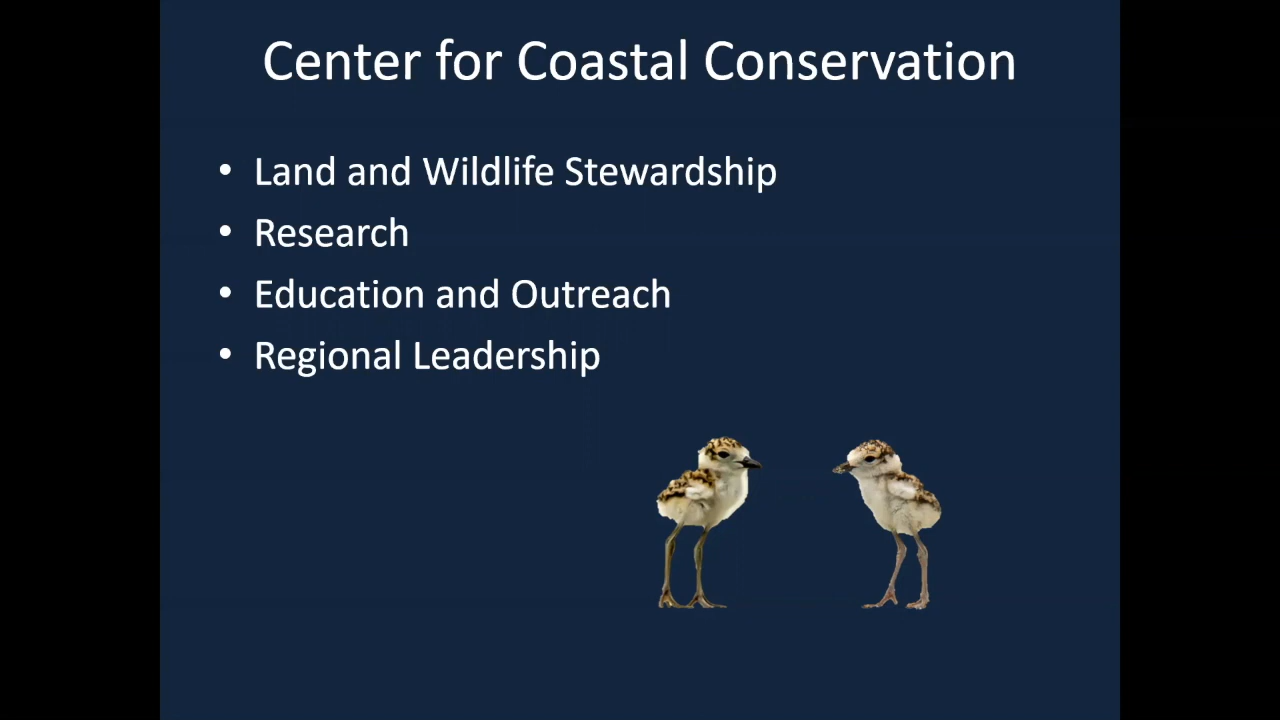 Center for Coastal Conservation
• Land and Wildlife Stewardship
• Research
• Education and Outreach
• Regional Leadership